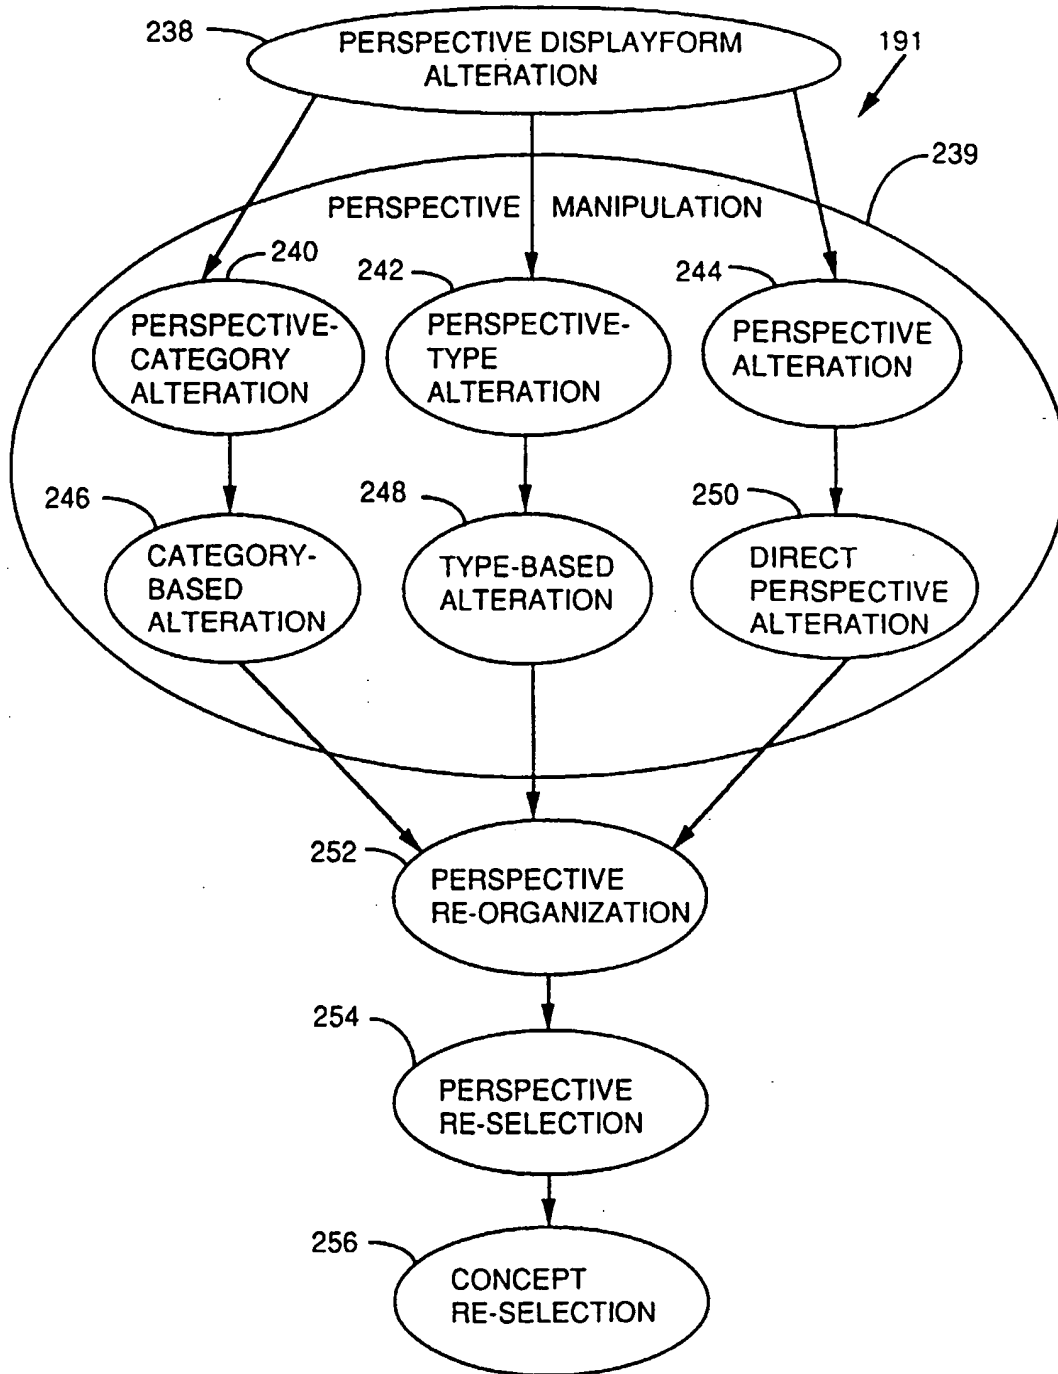 238
PERSPECTIVE DISPLAYFORM
ALTERATION
191
239
PERSPECTIVE MANIPULATION
240
242
244
PERSPECTIVE-
CATEGORY
ALTERATION
PERSPECTIVE-
TYPE
ALTERATION
PERSPECTIVE
ALTERATION
246
248
250
CATEGORY-
BASED
ALTERATION
TYPE-BASED
ALTERATION
DIRECT
PERSPECTIVE
ALTERATION
252
PERSPECTIVE
RE-ORGANIZATION
254
PERSPECTIVE
RE-SELECTION
256
CONCEPT
RE-SELECTION